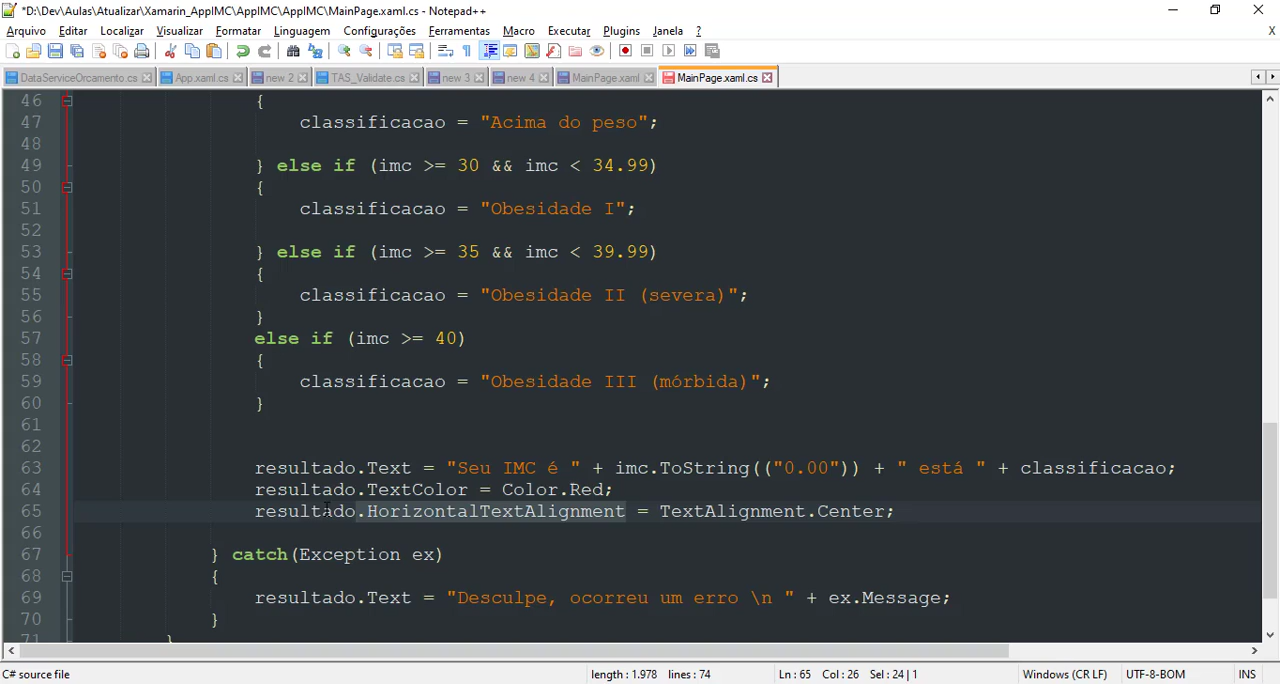 *D:\Dev\Aulas\Atualizar\Xamarin_AppIMC\AppIMC\AppIMC\MainPage.xaml.cs - Notepad++
Arquivo Editar Localizar Visualizar Formatar Linguagem Configurações Ferramentas Macro Executar Plugins Janela ? X
DataServiceOrcamento.cs App.xaml.cs new 2 TAS_Validate.cs new 3 new 4 MainPage.xaml MainPage.xaml.cs
46 {
47 classificacao = "Acima do peso";
48
49 } else if (imc >= 30 && imc < 34.99)
50 {
51 classificacao = "Obesidade I";
52
53 } else if (imc >= 35 && imc < 39.99)
54 {
55 classificacao = "Obesidade II (severa)";
56 }
57 else if (imc >= 40)
58 {
59 classificacao = "Obesidade III (mórbida)";
60 }
61
62
63 resultado.Text = "Seu IMC é " + imc.ToString(("0.00")) + " está " + classificacao;
64 resultado.TextColor = Color.Red;
65 resultado.HorizontalTextAlignment = TextAlignment.Center;
66
67 } catch(Exception ex)
68 {
69 resultado.Text = "Desculpe, ocorreu um erro \n " + ex.Message;
70 }
71 }
C# source file length : 1.978 lines : 74 Ln : 65 Col : 26 Sel : 24 | 1 Windows (CR LF) UTF-8-BOM INS